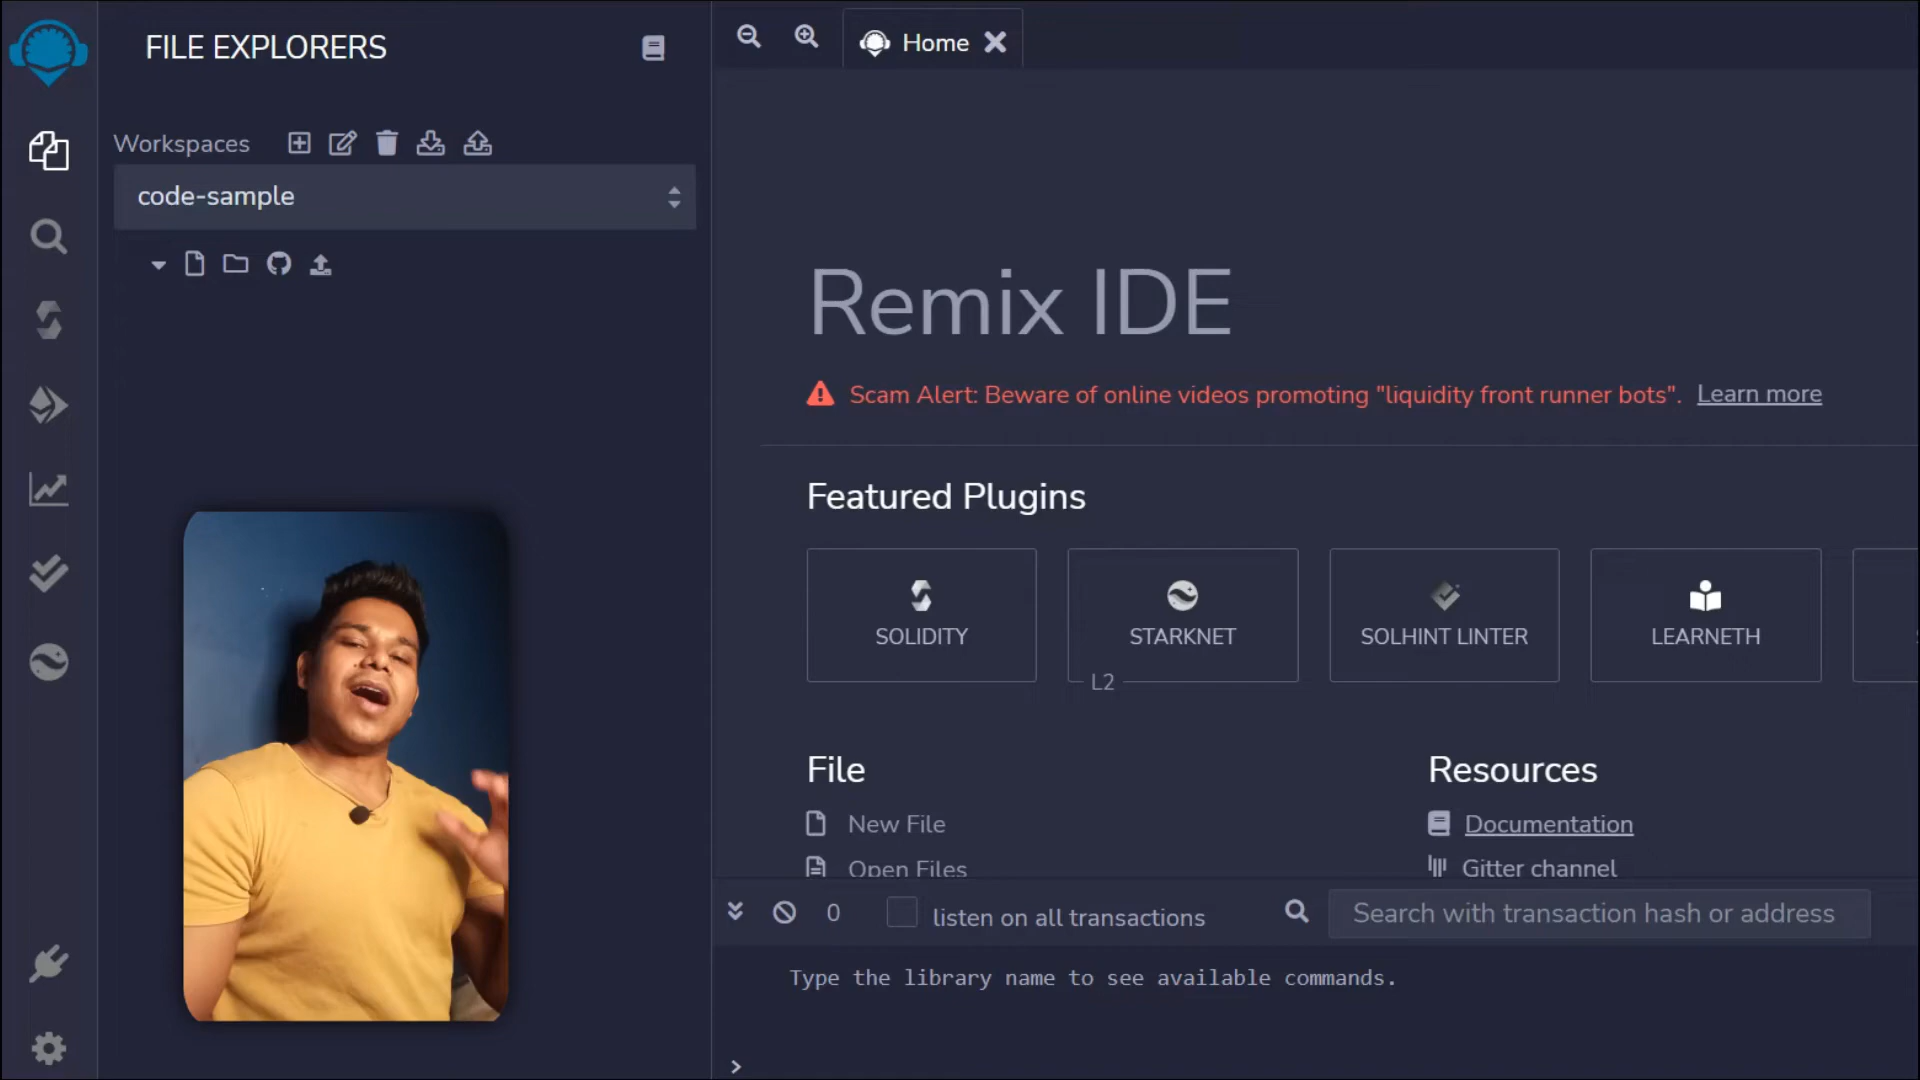 FILE EXPLORERS
Workspaces
code-sample
Home
Remix IDE
Scam Alert: Beware of online videos promoting "liquidity front runner bots". Learn more
Featured Plugins
SOLIDITY
STARKNET
L2
SOLHINT LINTER
LEARNETH
File
New File
Open Files
Resources
Documentation
Gitter channel
0
listen on all transactions
Search with transaction hash or address
Type the library name to see available commands.
>